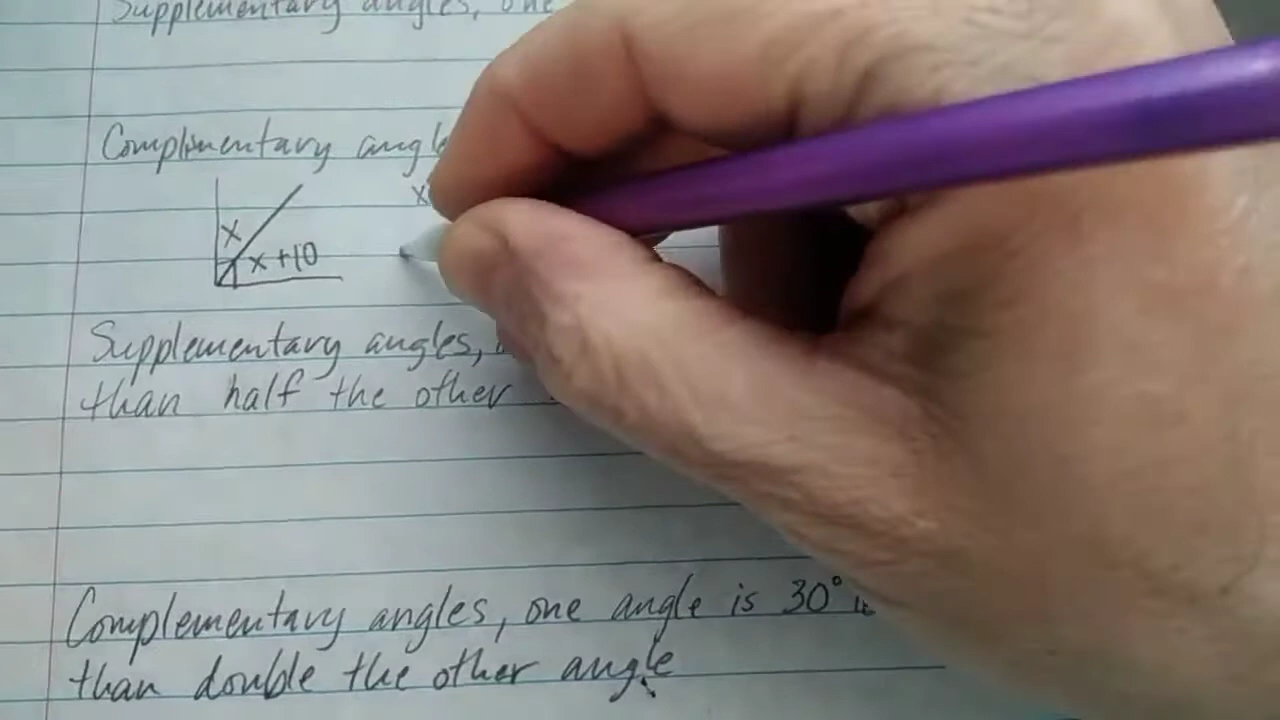 Supplementary angles, one
Complimentary angle
x
x
x +10
Supplementary angles,
than half the other
Complementary angles, one angle is 30°
than double the other angle